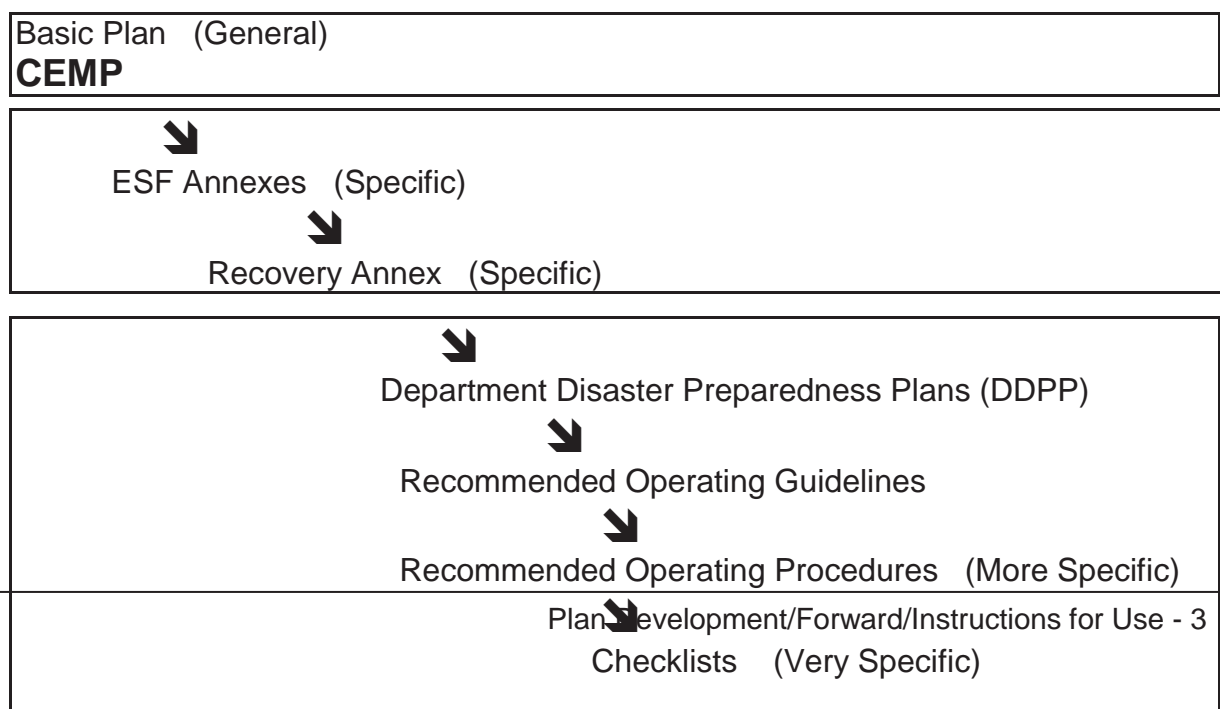 Basic Plan (General)
CEMP
ESF Annexes (Specific)
Recovery Annex (Specific)
Department Disaster Preparedness Plans (DDPP)
Recommended Operating Guidelines
Recommended Operating Procedures (More Specific)
Plan Development/Forward/Instructions for Use - 3
Checklists (Very Specific)